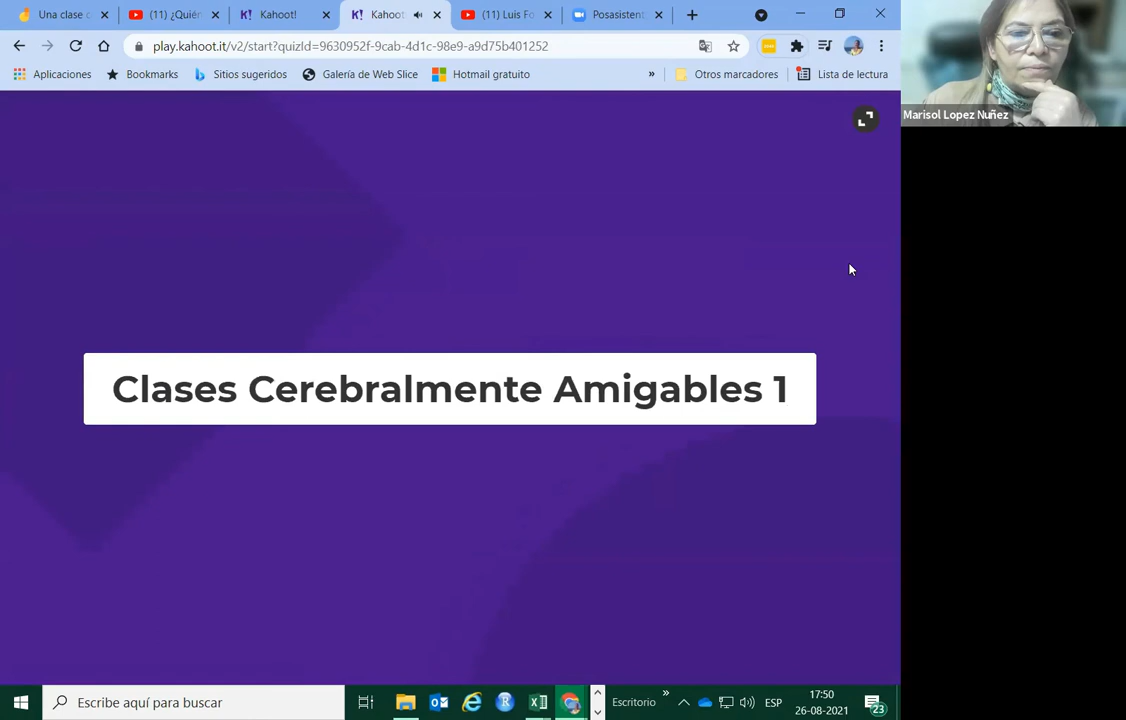 Una clase c
(11) ¿Quién
Kahoot!
Kahoot
(11) Luis Fo
Posasistent
play.kahoot.it/v2/start?quizId=9630952f-9cab-4d1c-98e9-a9d75b401252
Aplicaciones
Bookmarks
Sitios sugeridos
Galería de Web Slice
Hotmail gratuito
»
Otros marcadores
Lista de lectura
Marisol Lopez Nuñez
Clases Cerebralmente Amigables 1
Escribe aquí para buscar
Escritorio
»
ESP
17:50
26-08-2021
23